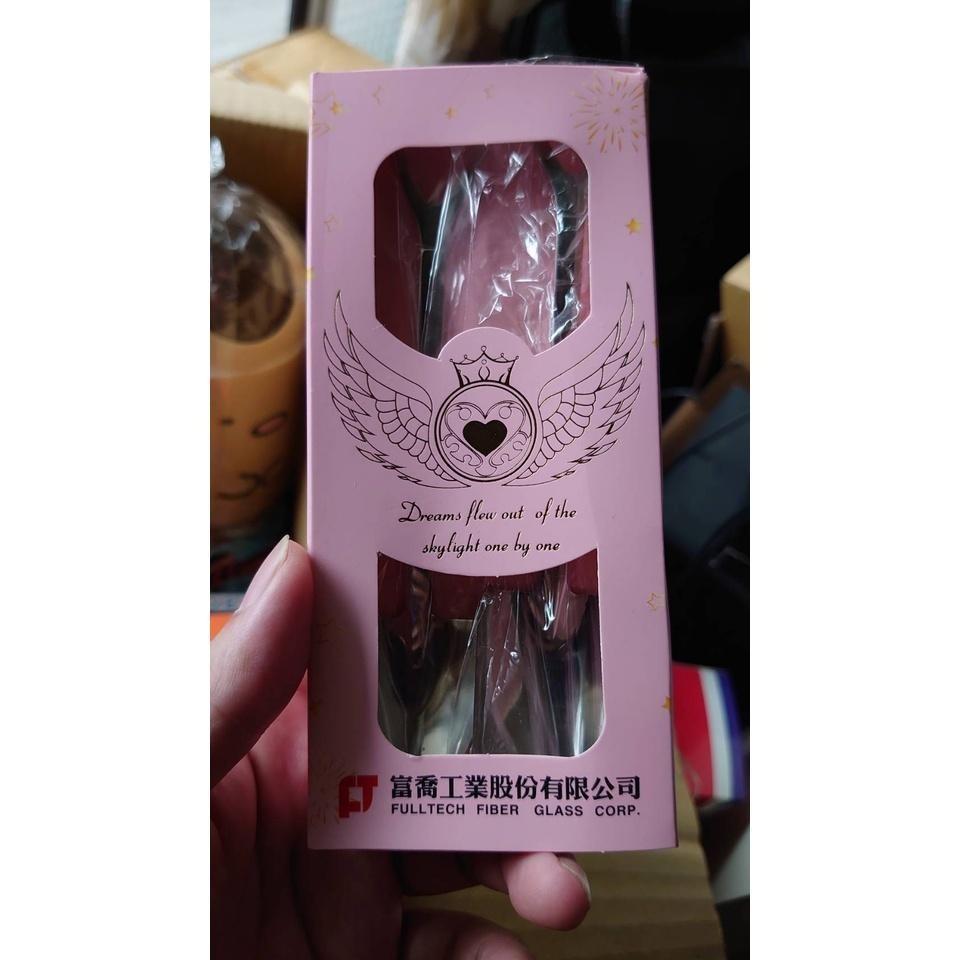 Dreams flew out of the
skylight one by one
FT 富喬工業股份有限公司
FULLTECH FIBER GLASS CORP.